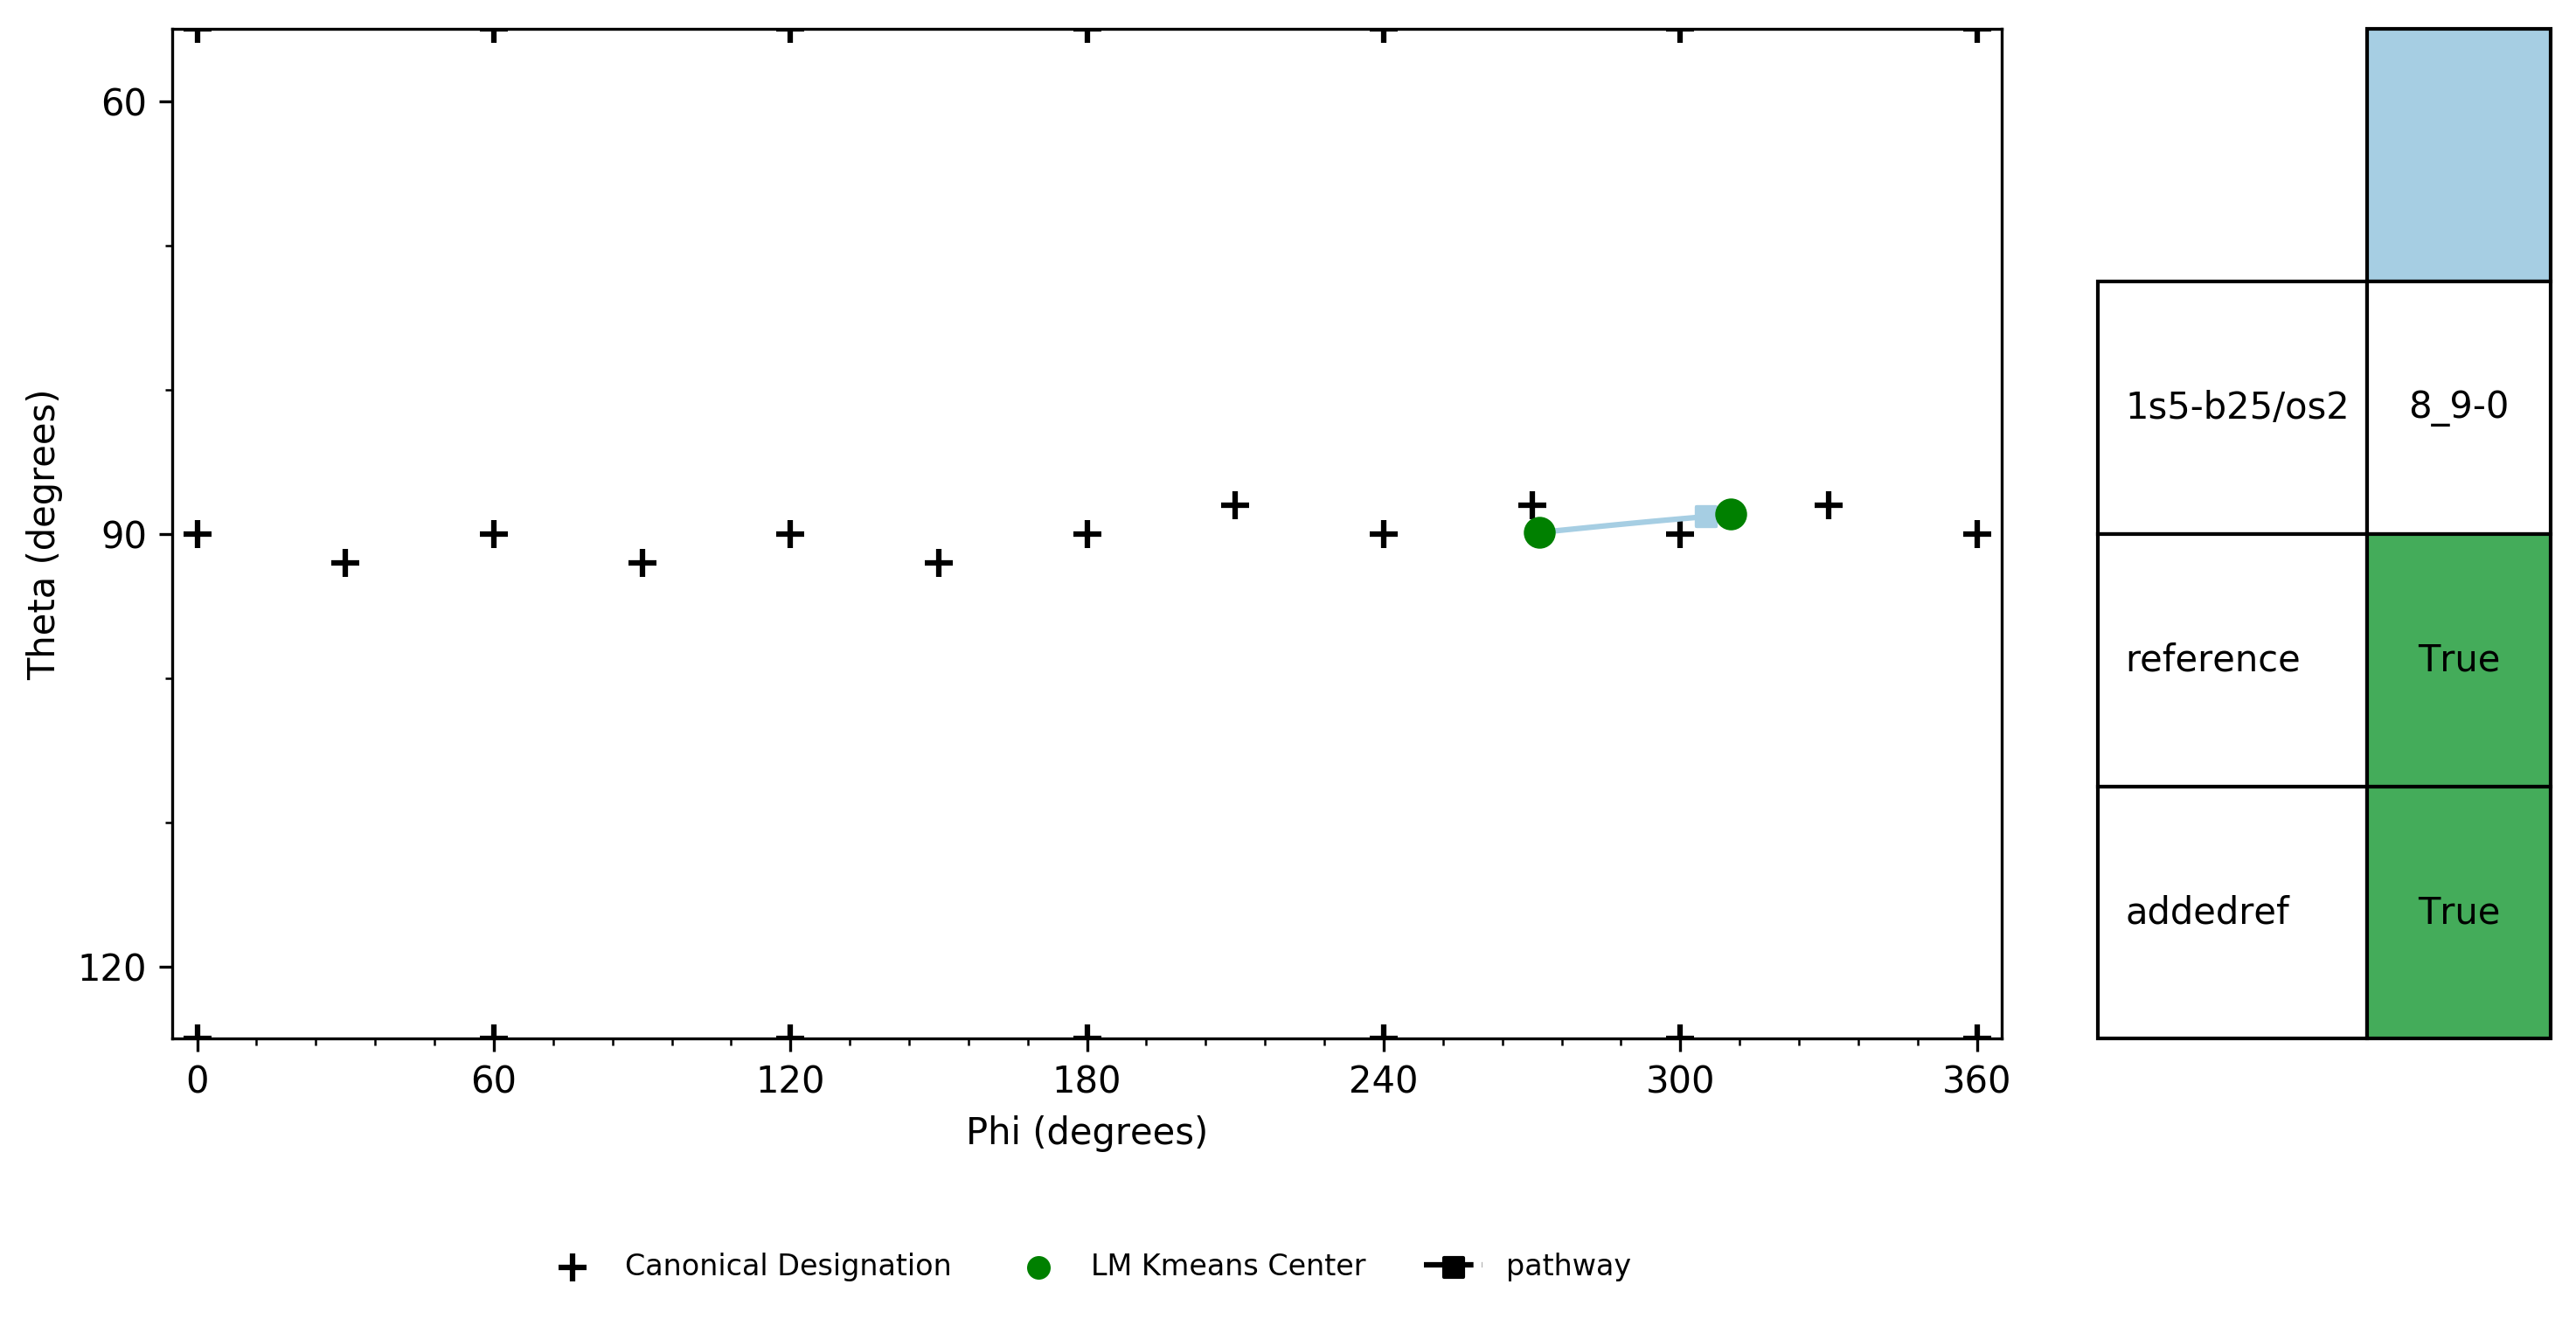 60
90
120
Theta (degrees)
0 60 120 180 240 300 360
Phi (degrees)
Canonical Designation LM Kmeans Center pathway
1s5-b25/os2 8_9-0
reference True
addedref True